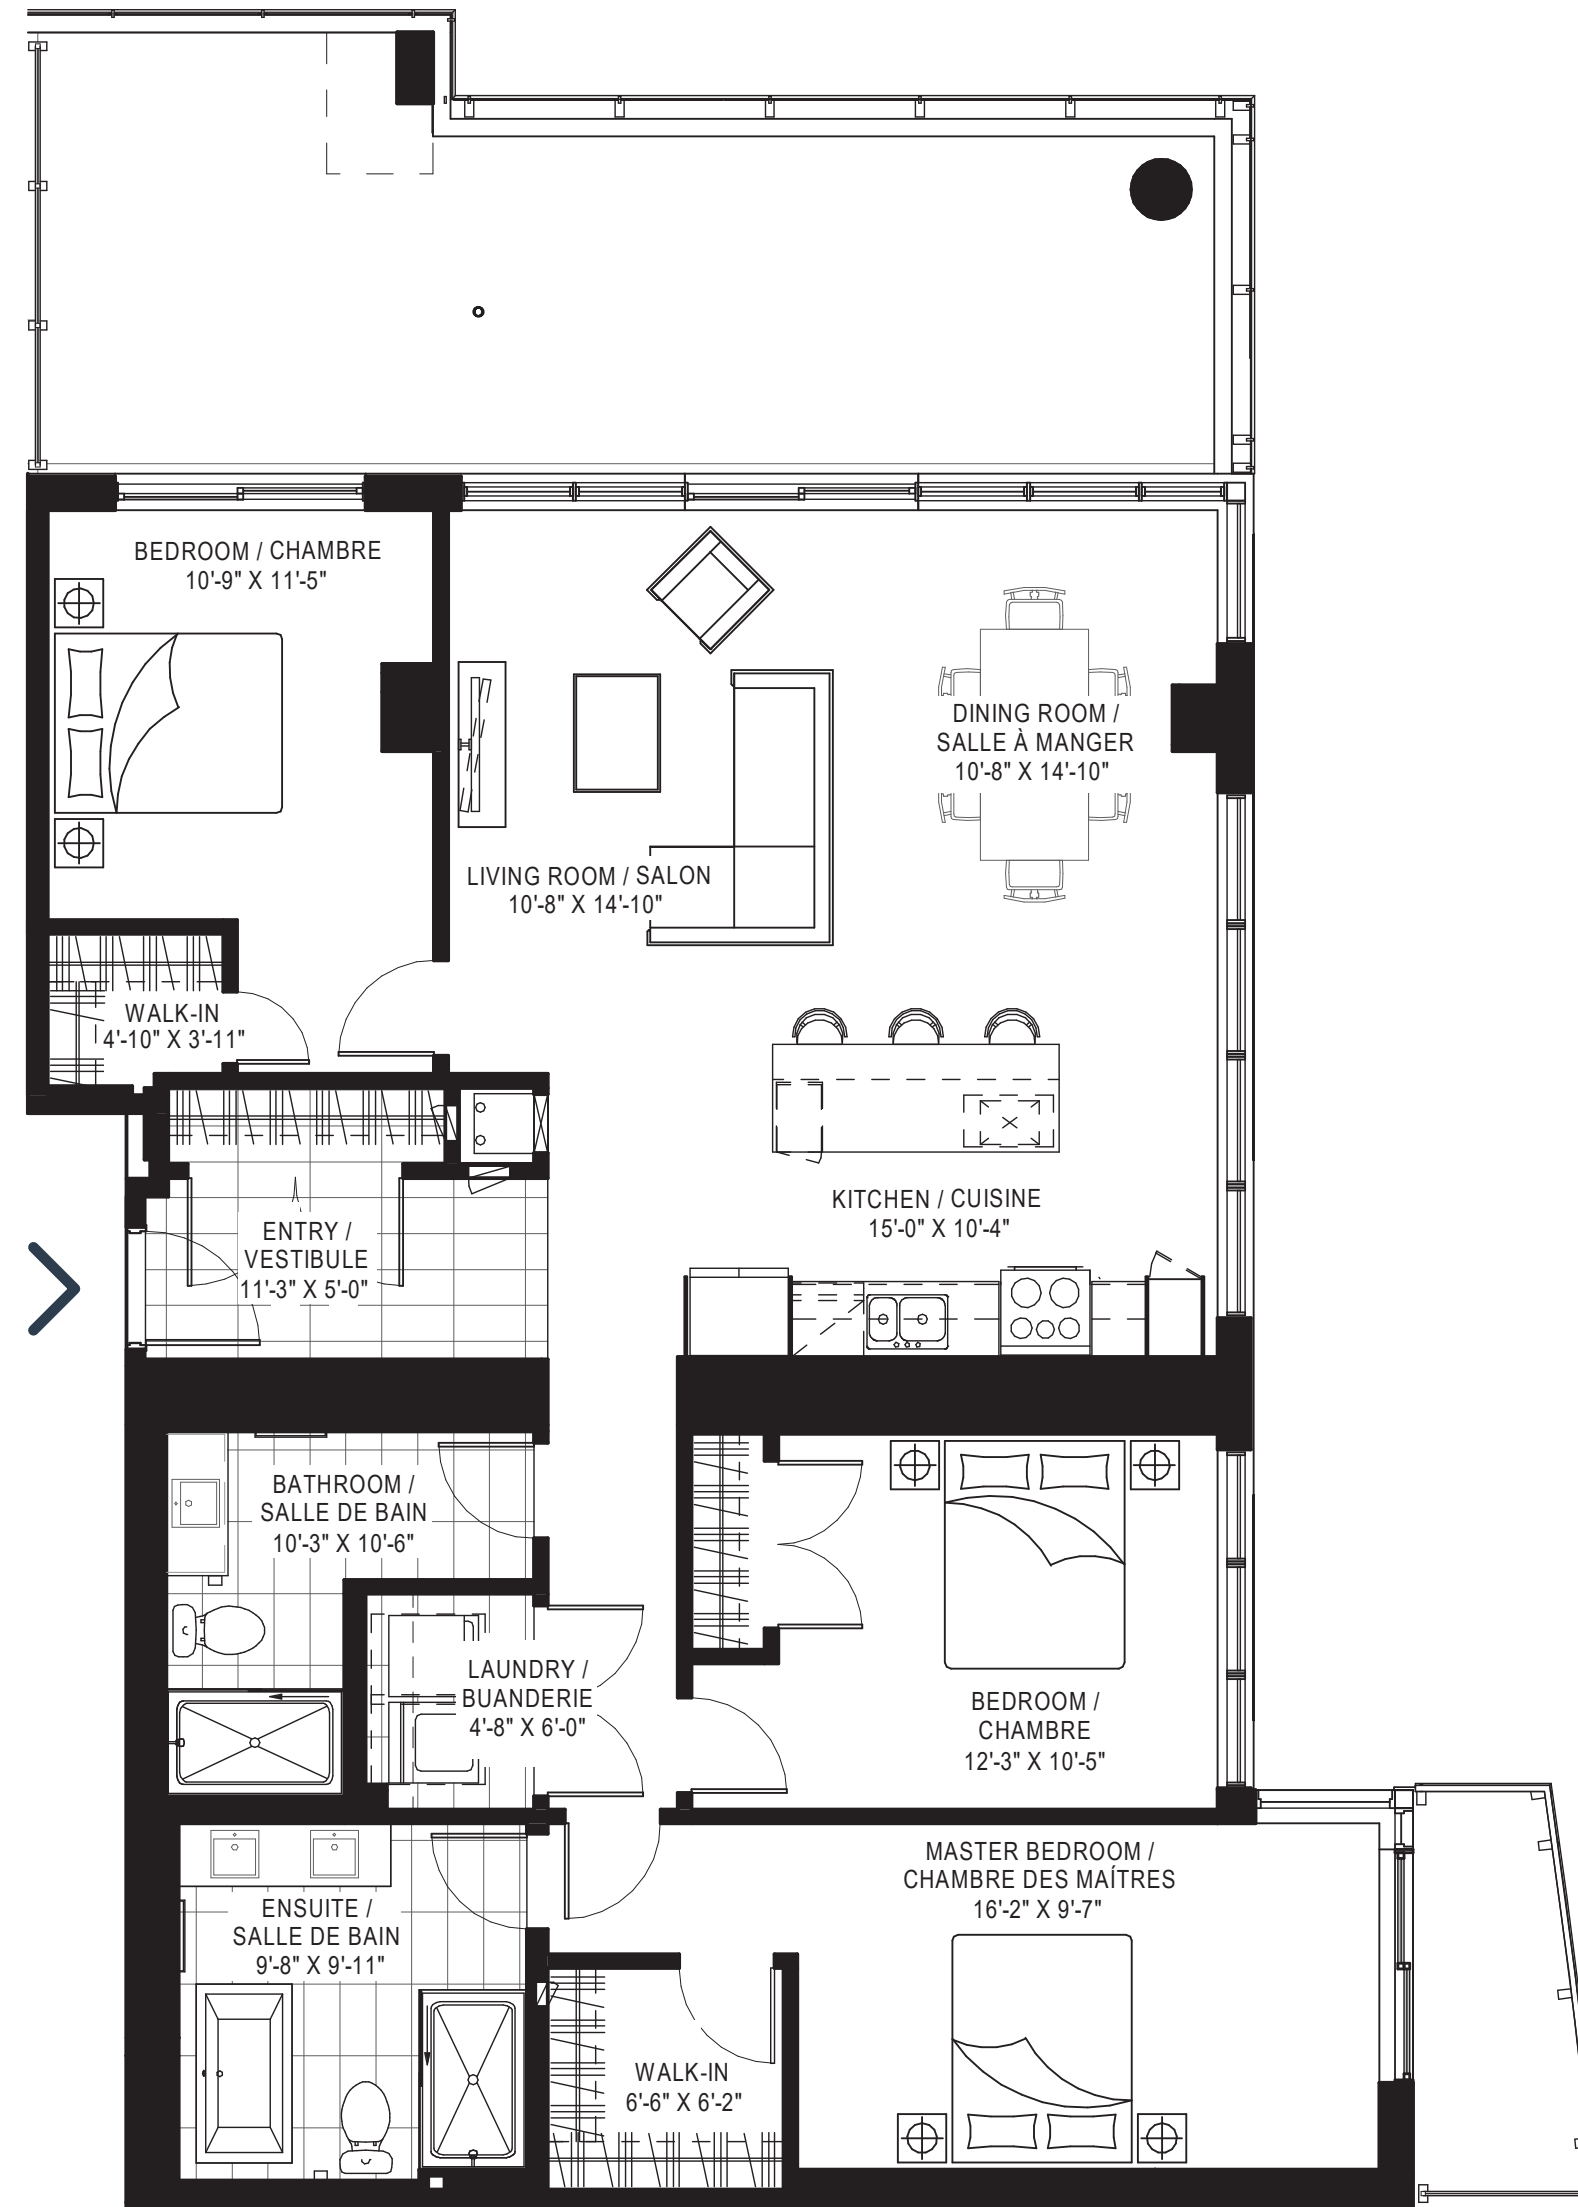 BEDROOM / CHAMBRE
10'-9" X 11'-5"
DINING ROOM /
SALLE À MANGER
10'-8" X 14'-10"
LIVING ROOM / SALON
10'-8" X 14'-10"
WALK-IN
4'-10" X 3'-11"
KITCHEN / CUISINE
15'-0" X 10'-4"
ENTRY /
VESTIBULE
11'-3" X 5'-0"
BATHROOM /
SALLE DE BAIN
10'-3" X 10'-6"
LAUNDRY /
BUANDERIE
4'-8" X 6'-0"
BEDROOM /
CHAMBRE
12'-3" X 10'-5"
MASTER BEDROOM /
CHAMBRE DES MAÍTRES
16'-2" X 9'-7"
ENSUITE /
SALLE DE BAIN
9'-8" X 9'-11"
WALK-IN
6'-6" X 6'-2"